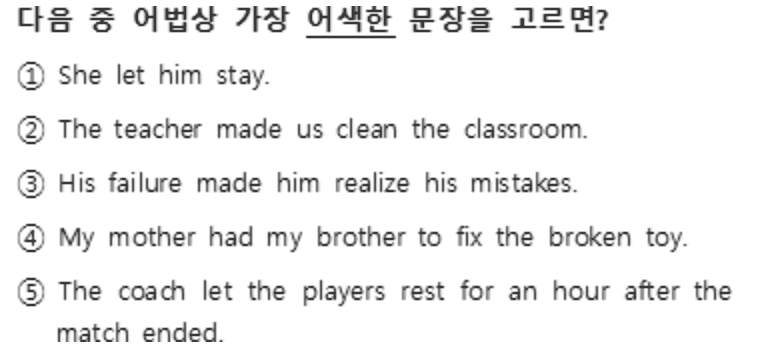 다음 중 어법상 가장 어색한 문장을 고르면?
① She let him stay.
② The teacher made us clean the classroom.
③ His failure made him realize his mistakes.
④ My mother had my brother to fix the broken toy.
⑤ The coach let the players rest for an hour after the
match ended.